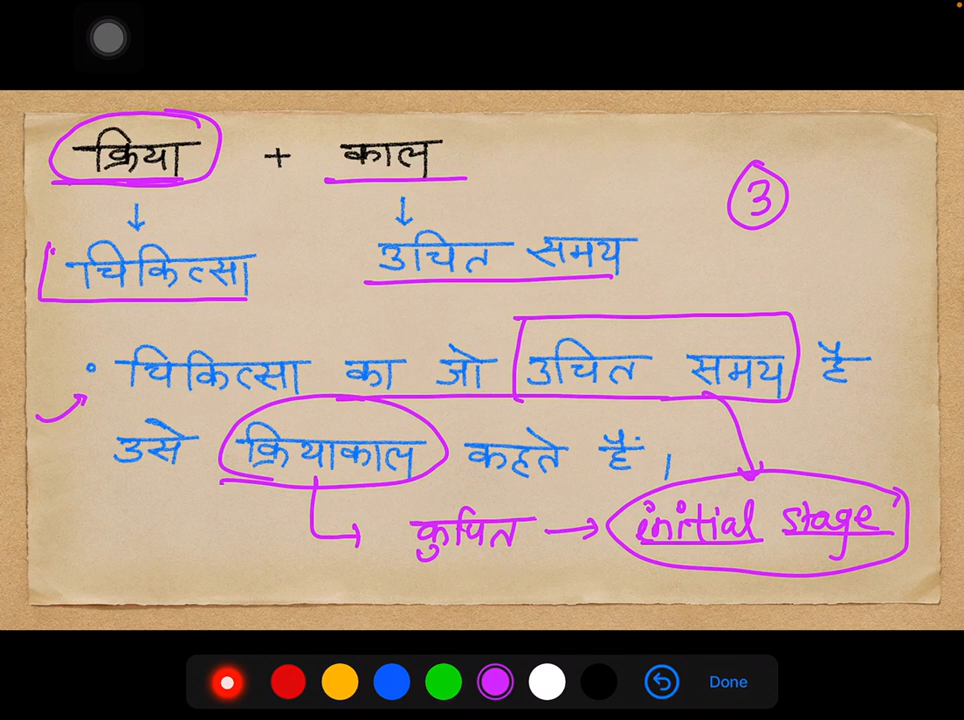 क्रिया + काल
③
↓ ↓
चिकित्सा उचित समय
• चिकित्सा का जो उचित समय है
उसे क्रियाकाल कहते हैं।
कुपित → initial stage
Done